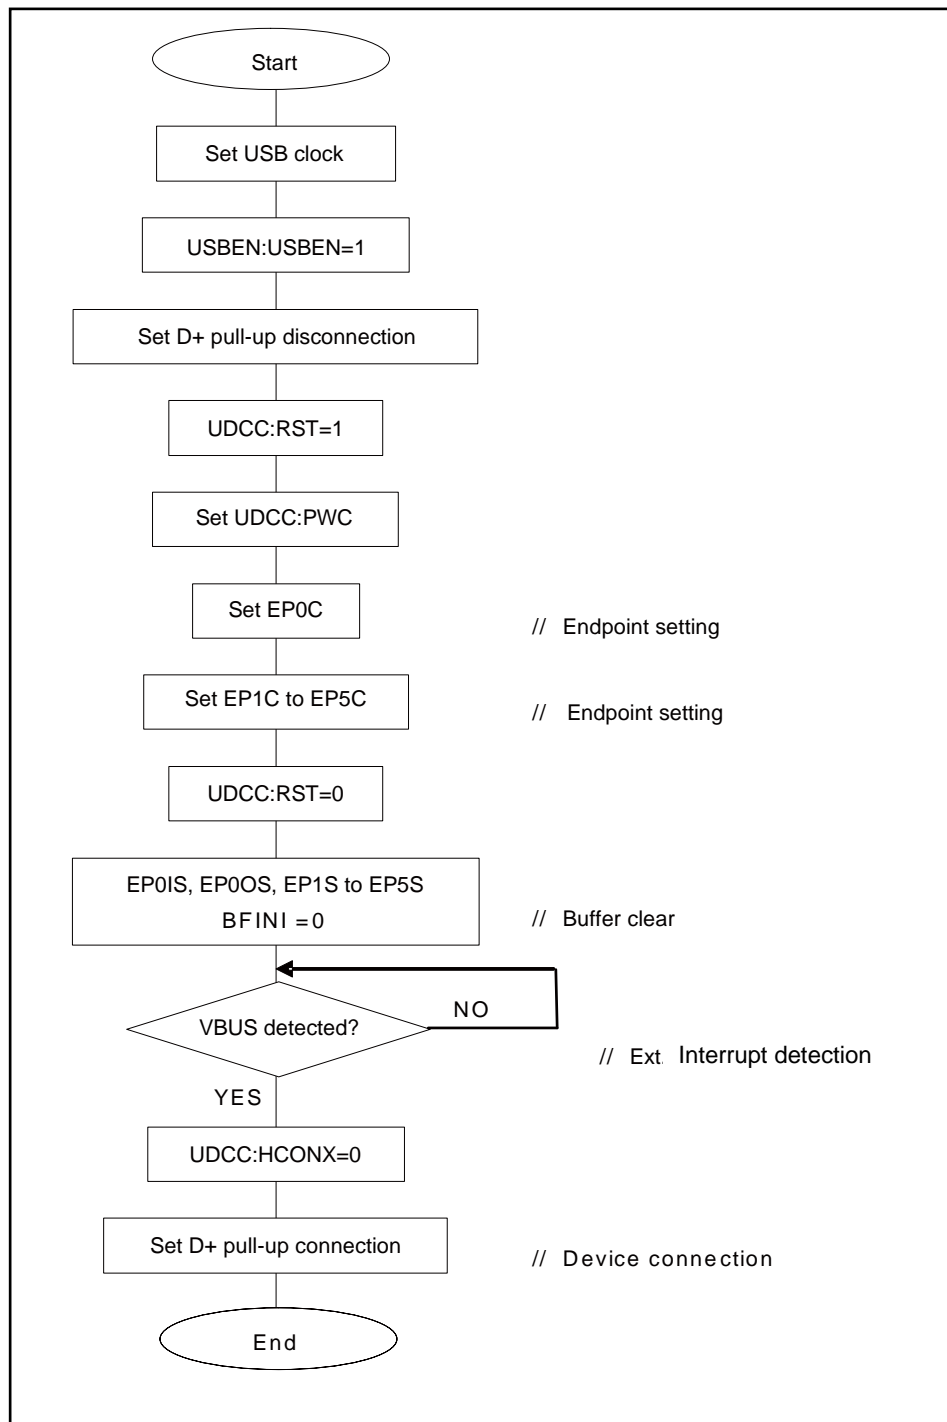 Start
Set USB clock
USBEN:USBEN=1
Set D+ pull-up disconnection
UDCC:RST=1
Set UDCC:PWC
Set EP0C
// Endpoint setting
Set EP1C to EP5C
// Endpoint setting
UDCC:RST=0
EP0IS, EP0OS, EP1S to EP5S
BFINI =0
// Buffer clear
VBUS detected?
NO
// Ext. Interrupt detection
YES
UDCC:HCONX=0
Set D+ pull-up connection
// Device connection
End